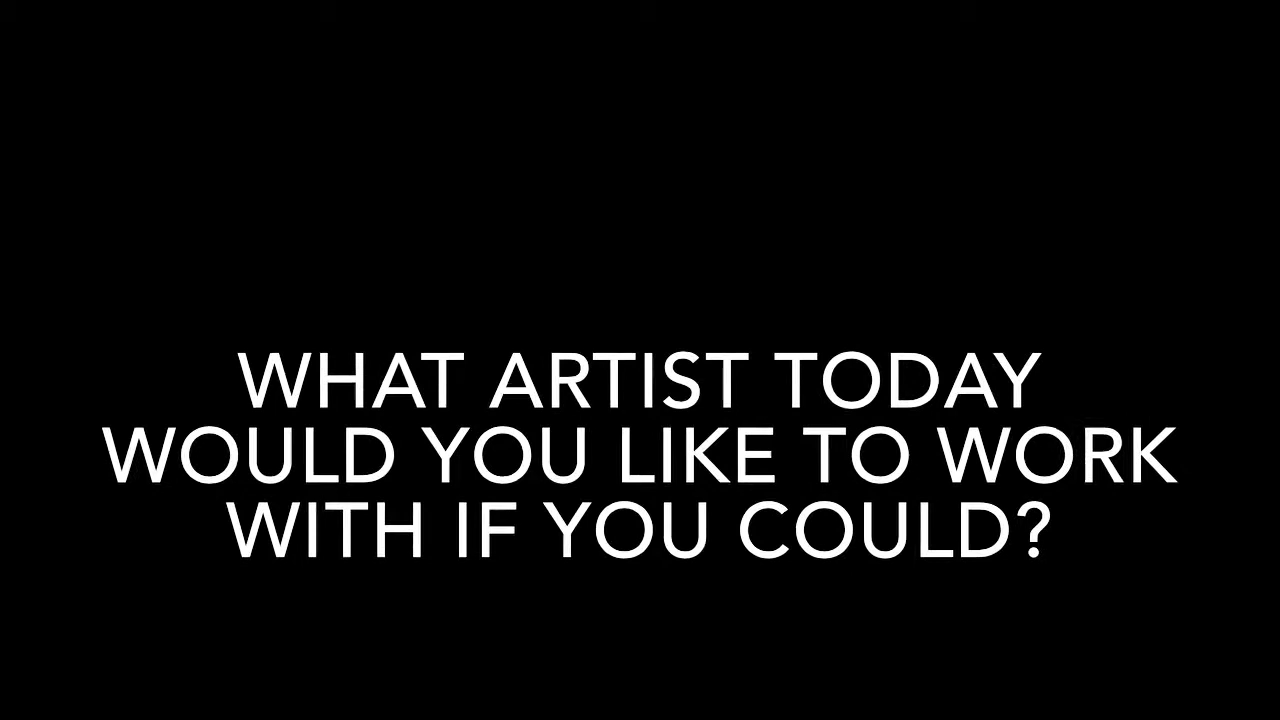 WHAT ARTIST TODAY
WOULD YOU LIKE TO WORK
WITH IF YOU COULD?